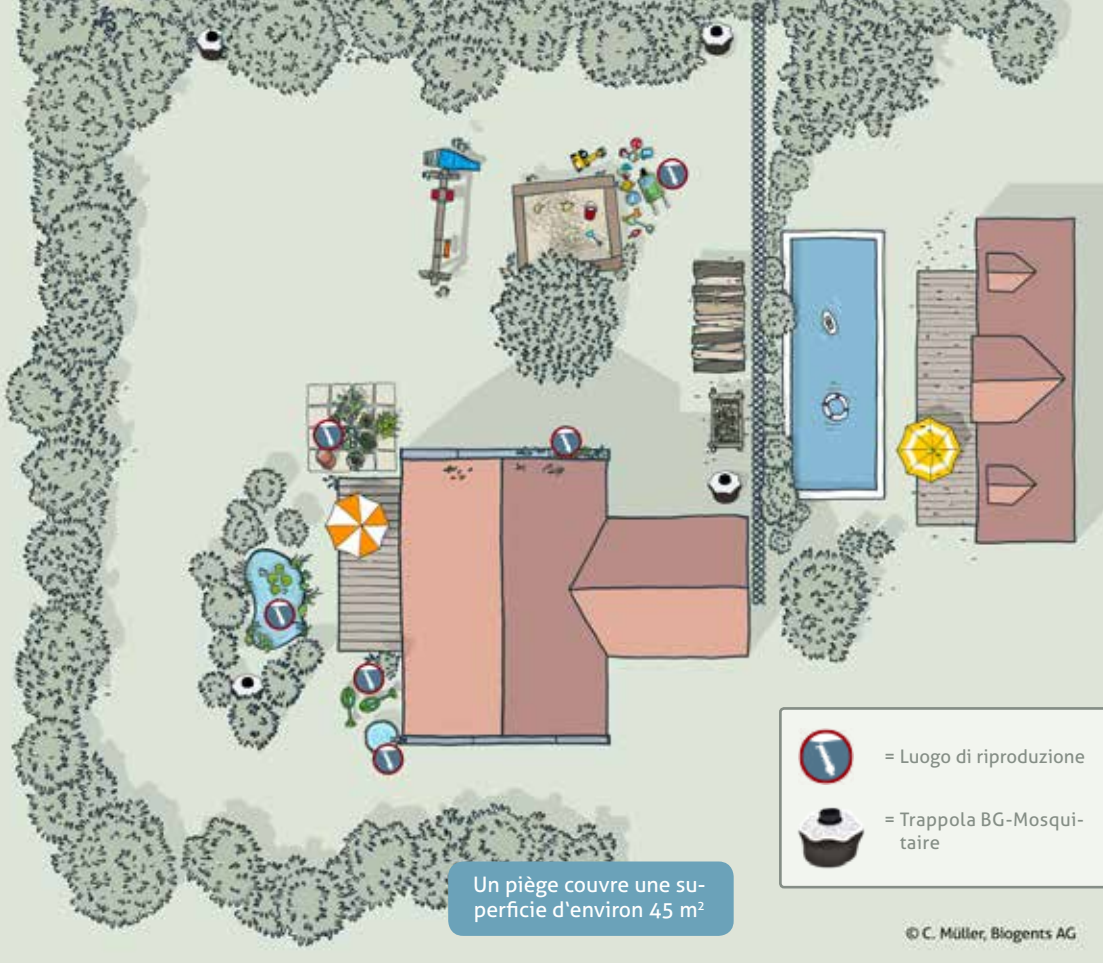 = Luogo di riproduzione
= Trappola BG-Mosqui-
taire
Un piège couvre une su-
perficie d‘environ 45 m²
© C. Müller, Biogents AG